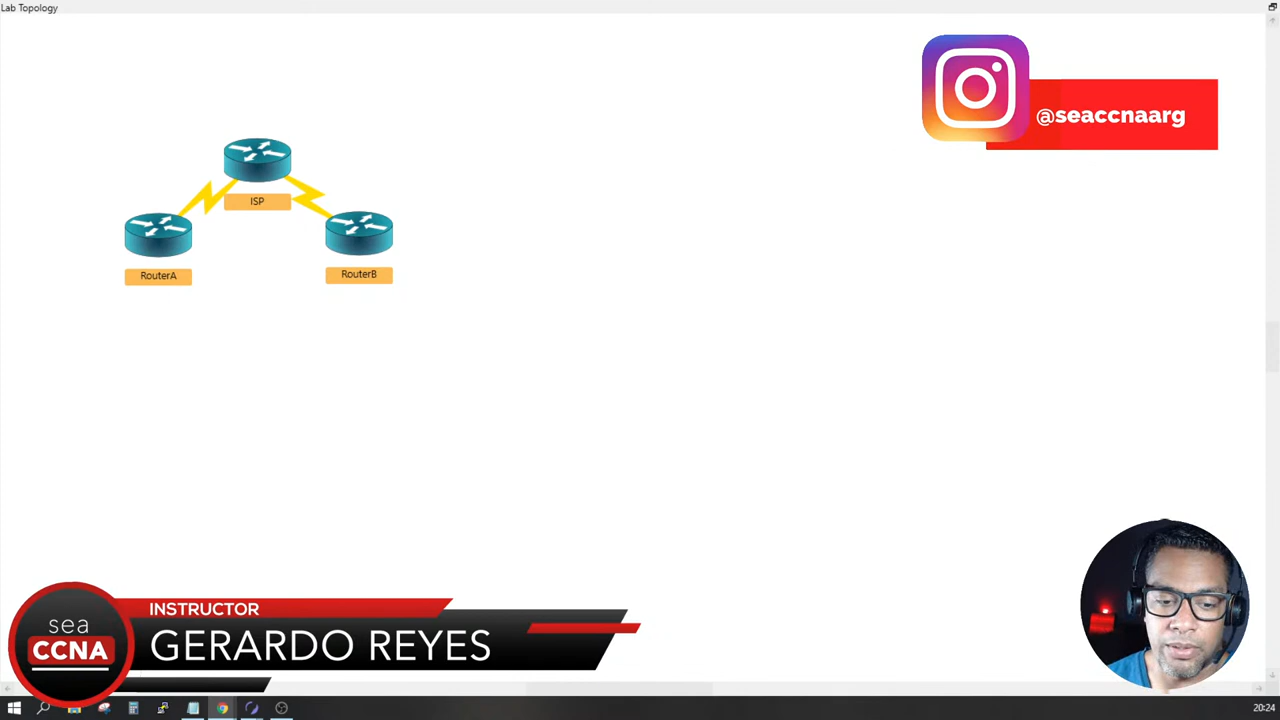 Lab Topology
@seaccnaarg
ISP
RouterA
RouterB
INSTRUCTOR
sea
CCNA
GERARDO REYES
20:24